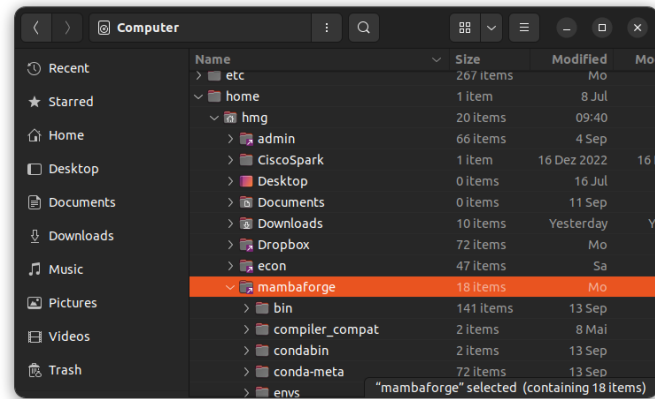 Computer
Recent
Starred
Home
Desktop
Documents
Downloads
Music
Pictures
Videos
Trash
Name Size Modified Mo
etc 267 items Mo
home 1 item 8 Jul
hmg 20 items 09:40
admin 66 items 4 Sep
CiscoSpark 1 item 16 Dez 2022 16
Desktop 0 items 16 Jul
Documents 0 items 11 Sep
Downloads 10 items Yesterday Y
Dropbox 72 items Mo
econ 47 items Sa
mambaforge 18 items Mo
bin 141 items 13 Sep
compiler_compat 2 items 8 Mai
condabin 2 items 13 Sep
conda-meta 72 items 13 Sep
envs
"mambaforge" selected (containing 18 items)